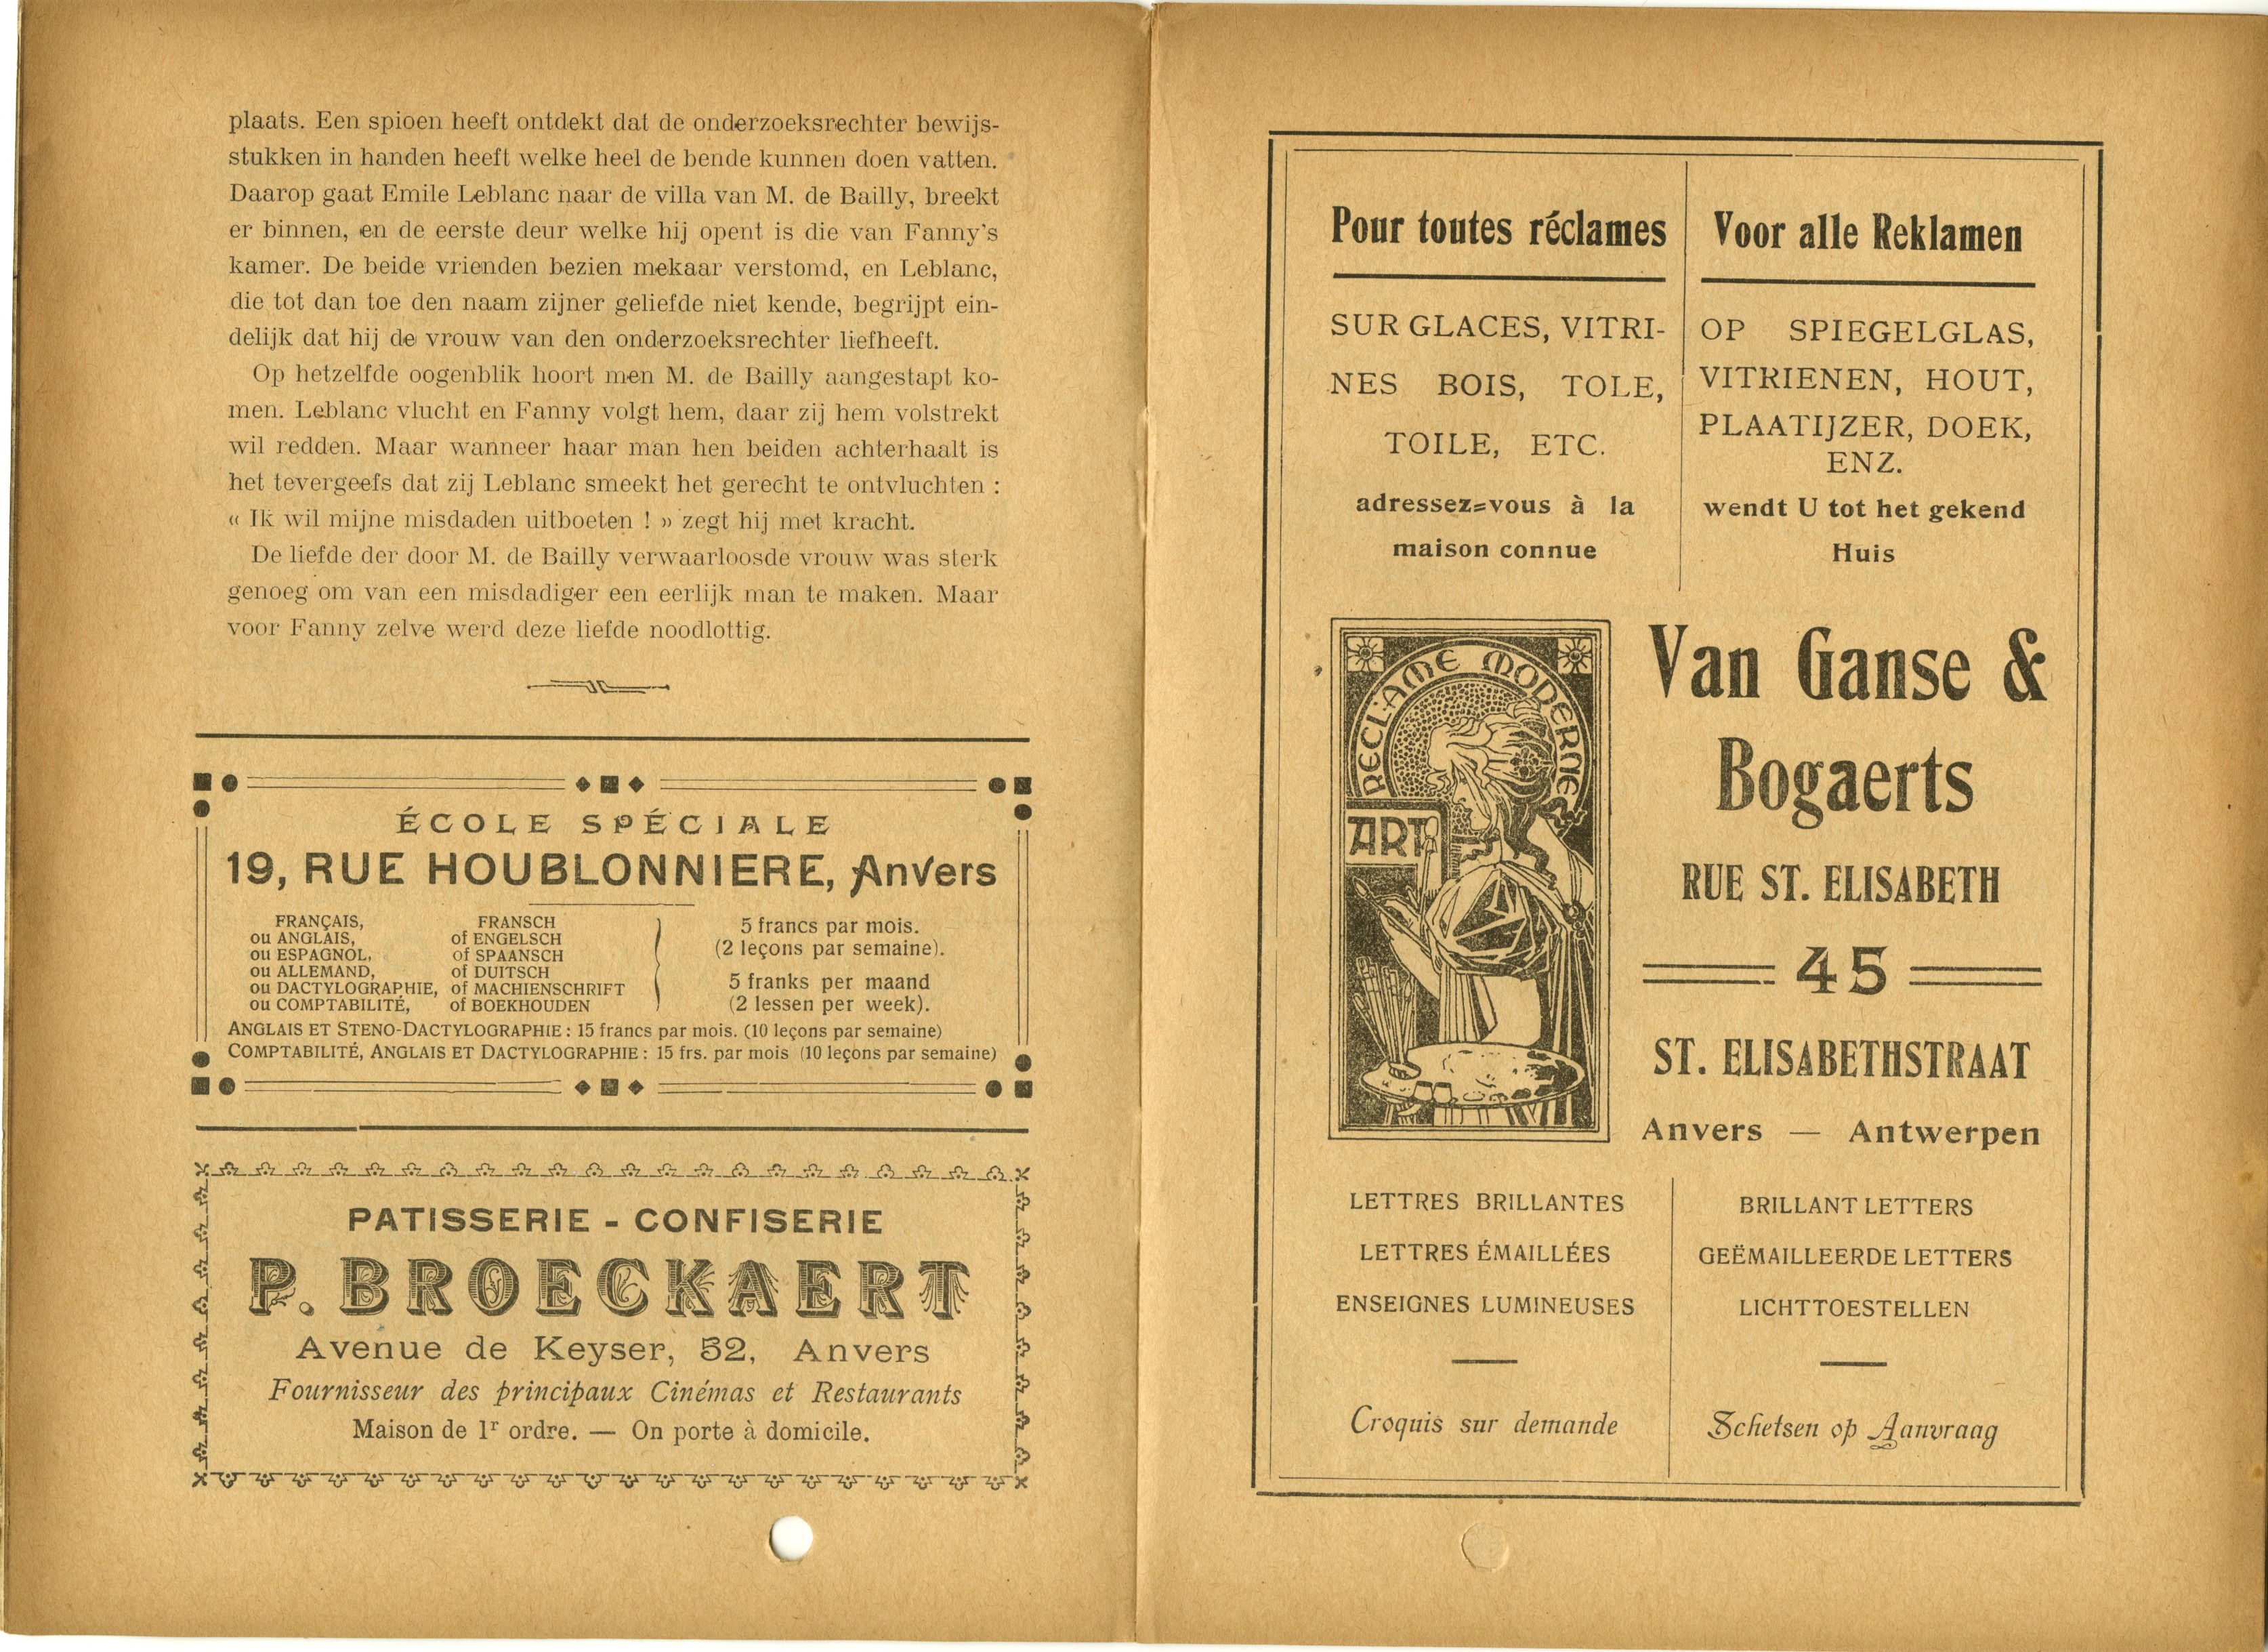 plaats. Een spioen heeft ontdekt dat de onderzoeksrechter bewijs-
stukken in handen heeft welke heel de bende kunnen doen vatten.
Daarop gaat Emile Leblanc naar de villa van M. de Bailly, breekt
er binnen, en de eerste deur welke hij opent is die van Fanny's
kamer. De beide vrienden bezien mekaar verstomd, en Leblanc,
die tot dan toe den naam zijner geliefde niet kende, begrijpt ein-
delijk dat hij de vrouw van den onderzoeksrechter liefheeft.
Op hetzelfde oogenblik hoort men M. de Bailly aangestapt ko-
men. Leblanc vlucht en Fanny volgt hem, daar zij hem volstrekt
wil redden. Maar wanneer haar man hen beiden achterhaalt is
het tevergeefs dat zij Leblanc smeekt het gerecht te ontvluchten :
« Ik wil mijne misdaden uitboeten ! » zegt hij met kracht.
De liefde der door M. de Bailly verwaarloosde vrouw was sterk
genoeg om van een misdadiger een eerlijk man te maken. Maar
voor Fanny zelve werd deze liefde noodlottig.
ÉCOLE SPÉCIALE
19, RUE HOUBLONNIERE, Anvers
FRANÇAIS,
ou ANGLAIS,
ou ESPAGNOL,
ou ALLEMAND,
ou DACTYLOGRAPHIE,
ou COMPTABILITÉ,
FRANSCH
of ENGELSCH
of SPAANSCH
of DUITSCH
of MACHIENSCHRIFT
of BOEKHOUDEN
5 francs par mois.
(2 leçons par semaine).
5 franks per maand
(2 lessen per week).
ANGLAIS ET STENO-DACTYLOGRAPHIE : 15 francs par mois. (10 leçons par semaine)
COMPTABILITÉ, ANGLAIS ET DACTYLOGRAPHIE : 15 frs. par mois (10 leçons par semaine)
PATISSERIE - CONFISERIE
P. BROECKAERT
Avenue de Keyser, 52, Anvers
Fournisseur des principaux Cinémas et Restaurants
Maison de 1r ordre. — On porte à domicile.
Pour toutes réclames
SUR GLACES, VITRI-
NES BOIS, TOLE,
TOILE, ETC.
adressez=vous à la
maison connue
Voor alle Reklamen
OP SPIEGELGLAS,
VITRIENEN, HOUT,
PLAATIJZER, DOEK,
ENZ.
wendt U tot het gekend
Huis
RECLAME MODERNE
ART
Van Ganse &
Bogaerts
RUE ST. ELISABETH
45
ST. ELISABETHSTRAAT
Anvers — Antwerpen
LETTRES BRILLANTES
LETTRES ÉMAILLÉES
ENSEIGNES LUMINEUSES
Croquis sur demande
BRILLANT LETTERS
GEËMAILLEERDE LETTERS
LICHTTOESTELLEN
Schetsen op Aanvraag